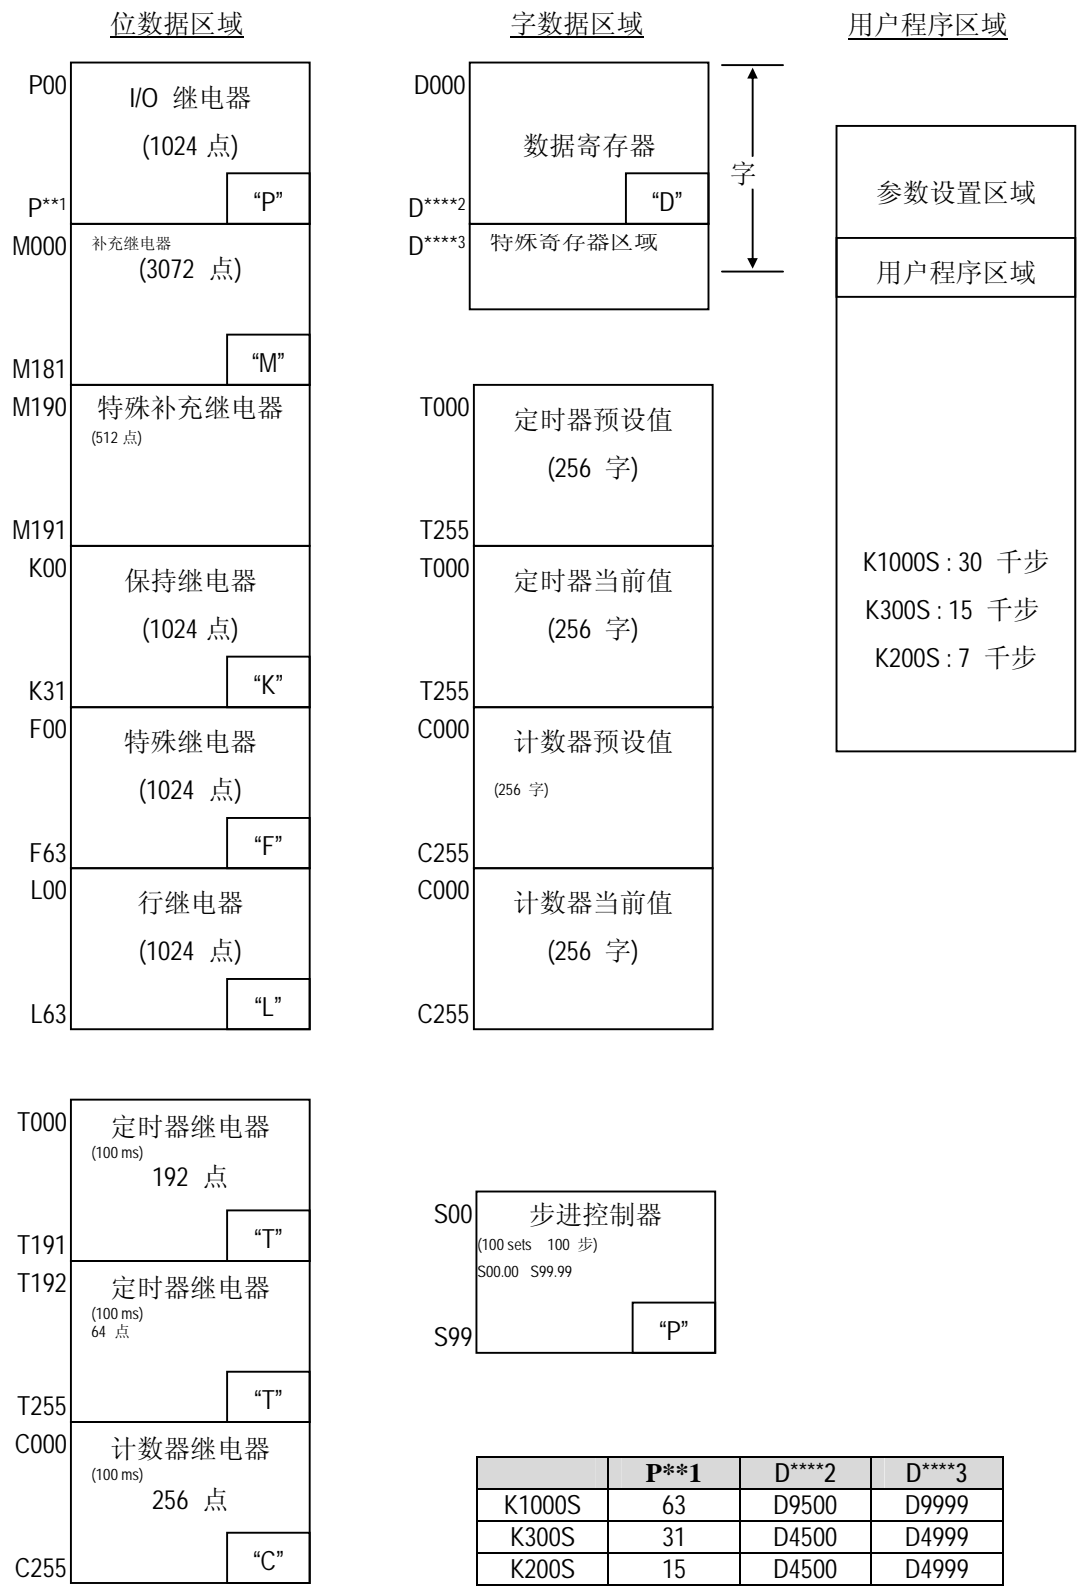 位数据区域
P00
I/O 继电器
(1024 点)
P**1
“P”
M000
补充继电器
(3072 点)
M181
“M”
M190
特殊补充继电器
(512 点)
M191
K00
保持继电器
(1024 点)
K31
“K”
F00
特殊继电器
(1024 点)
F63
“F”
L00
行继电器
(1024 点)
L63
“L”
T000
定时器继电器
(100 ms)
192 点
T191
“T”
T192
定时器继电器
(100 ms)
64 点
T255
“T”
C000
计数器继电器
(100 ms)
256 点
C255
“C”
字数据区域
D000
数据寄存器
D****2
“D”
字
D****3
特殊寄存器区域
T000
定时器预设值
(256 字)
T255
T000
定时器当前值
(256 字)
T255
C000
计数器预设值
(256 字)
C255
C000
计数器当前值
(256 字)
C255
S00
步进控制器
(100 sets 100 步)
S00.00 S99.99
S99
“P”
用户程序区域
参数设置区域
用户程序区域
K1000S : 30 千步
K300S : 15 千步
K200S : 7 千步
P**1 D****2 D****3
K1000S 63 D9500 D9999
K300S 31 D4500 D4999
K200S 15 D4500 D4999